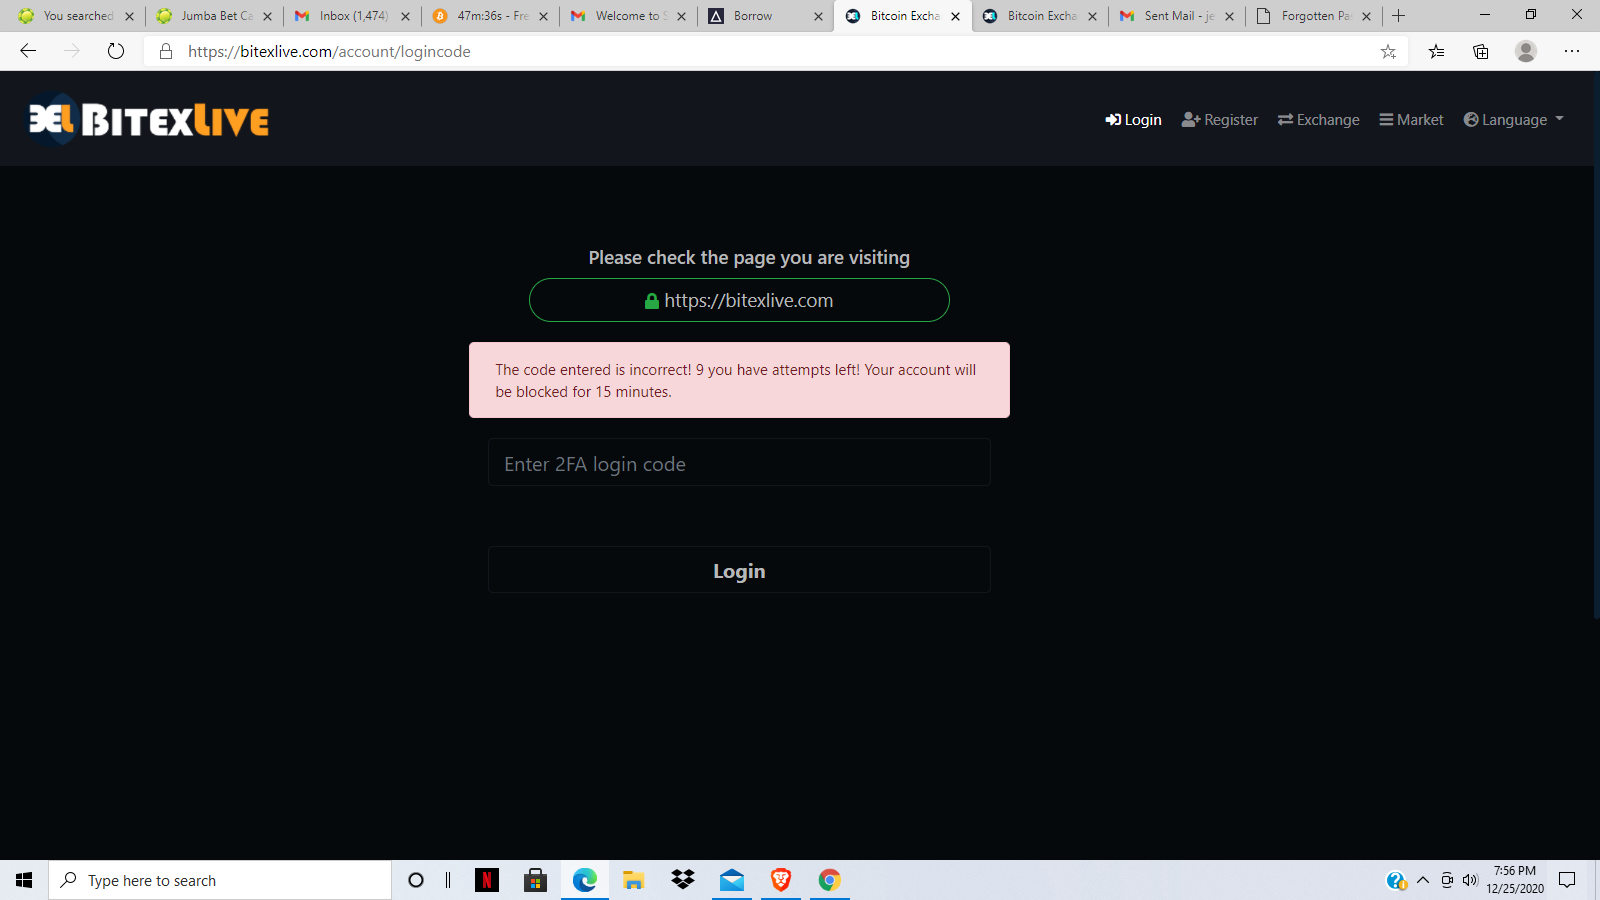 You searched
Jumba Bet Ca
Inbox (1,474)
47m:36s - Fre
Welcome to S
Borrow
Bitcoin Excha
Bitcoin Excha
Sent Mail - je
Forgotten Pa
https://bitexlive.com/account/logincode
BITEXLIVE
Login
Register
Exchange
Market
Language
Please check the page you are visiting
https://bitexlive.com
The code entered is incorrect! 9 you have attempts left! Your account will
be blocked for 15 minutes.
Enter 2FA login code
Login
Type here to search
7:56 PM
12/25/2020